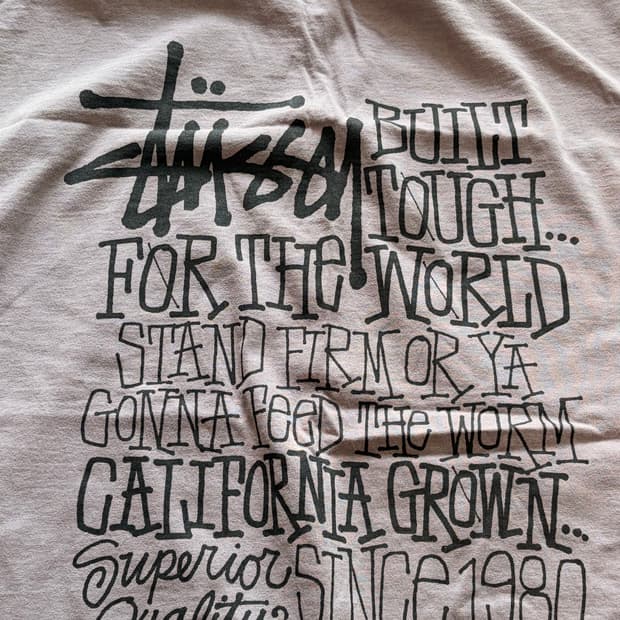 Stüssy BUILT
TOUGH...
FOR THE WORLD
STAND FIRM OR YA
GONNA FEED THE WORM
CALIFORNIA GROWN...
Superior SINCE 1980
Quality